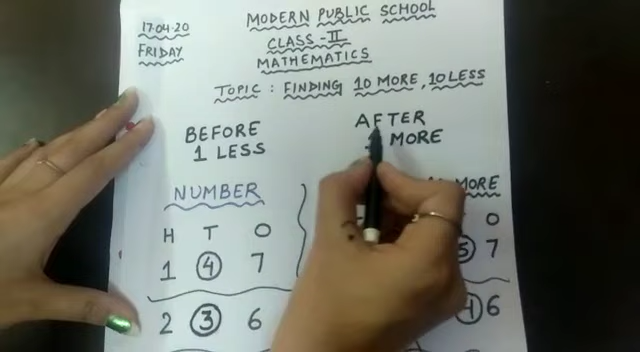 17.04.20
FRIDAY
MODERN PUBLIC SCHOOL
CLASS-II
MATHEMATICS
TOPIC : FINDING 10 MORE, 10 LESS
BEFORE
1 LESS
AFTER
MORE
NUMBER
MORE
H T O
O
1 4 7
5 7
2 3 6
4 6